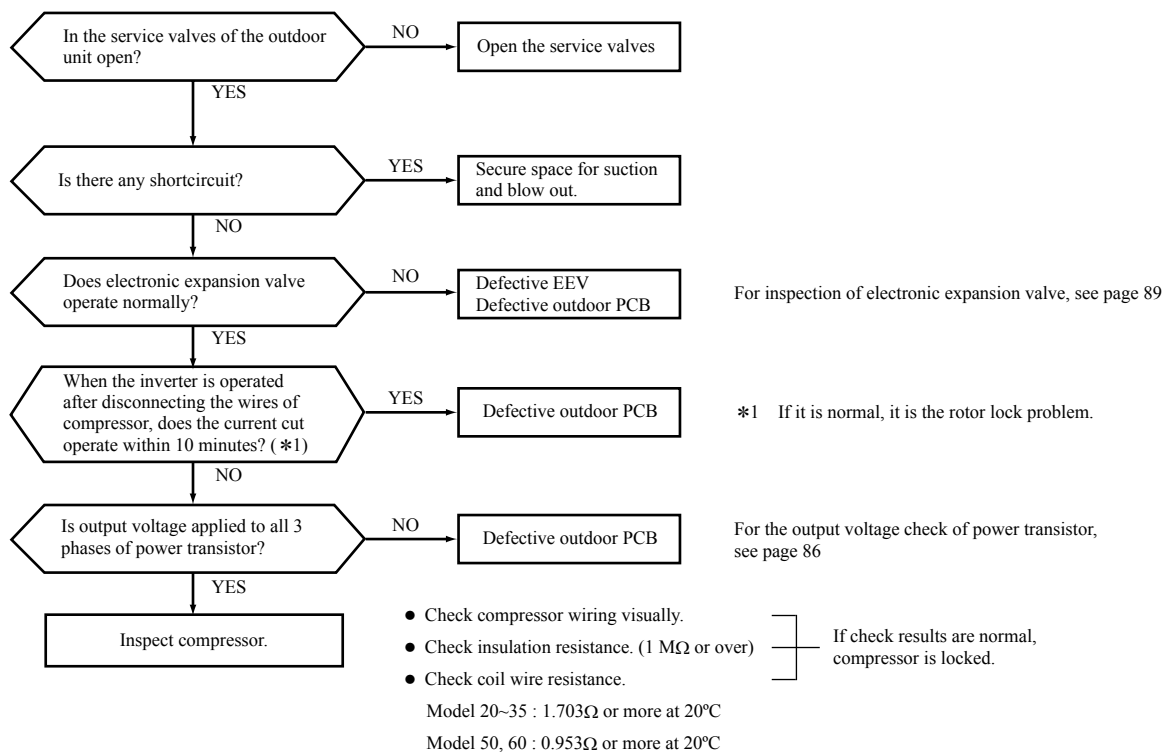 In the service valves of the outdoor
unit open?
NO
Open the service valves
YES
Is there any shortcircuit?
YES
Secure space for suction
and blow out.
NO
Does electronic expansion valve
operate normally?
NO
Defective EEV
Defective outdoor PCB
For inspection of electronic expansion valve, see page 89
YES
When the inverter is operated
after disconnecting the wires of
compressor, does the current cut
operate within 10 minutes? (∗1)
YES
Defective outdoor PCB
∗1 If it is normal, it is the rotor lock problem.
NO
Is output voltage applied to all 3
phases of power transistor?
NO
Defective outdoor PCB
For the output voltage check of power transistor,
see page 86
YES
Inspect compressor.
● Check compressor wiring visually.
● Check insulation resistance. (1 MΩ or over)
● Check coil wire resistance.
Model 20~35 : 1.703Ω or more at 20ºC
Model 50, 60 : 0.953Ω or more at 20ºC
If check results are normal,
compressor is locked.